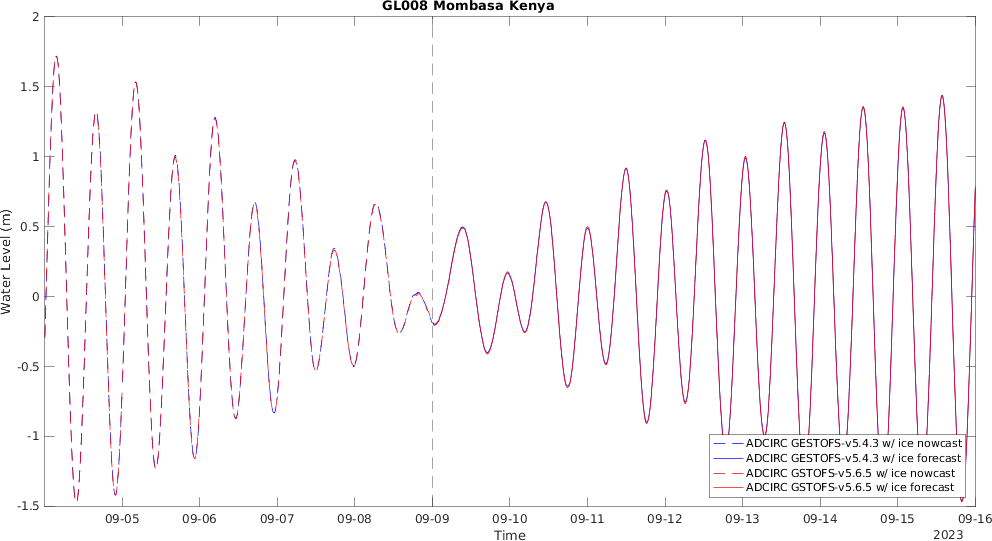 GL008 Mombasa Kenya
2
1.5
1
0.5
0
-0.5
-1
-1.5
Water Level (m)
ADCIRC GESTOFS-v5.4.3 w/ ice nowcast
ADCIRC GESTOFS-v5.4.3 w/ ice forecast
ADCIRC GSTOFS-v5.6.5 w/ ice nowcast
ADCIRC GSTOFS-v5.6.5 w/ ice forecast
09-05 09-06 09-07 09-08 09-09 09-10 09-11 09-12 09-13 09-14 09-15 09-16
Time
2023